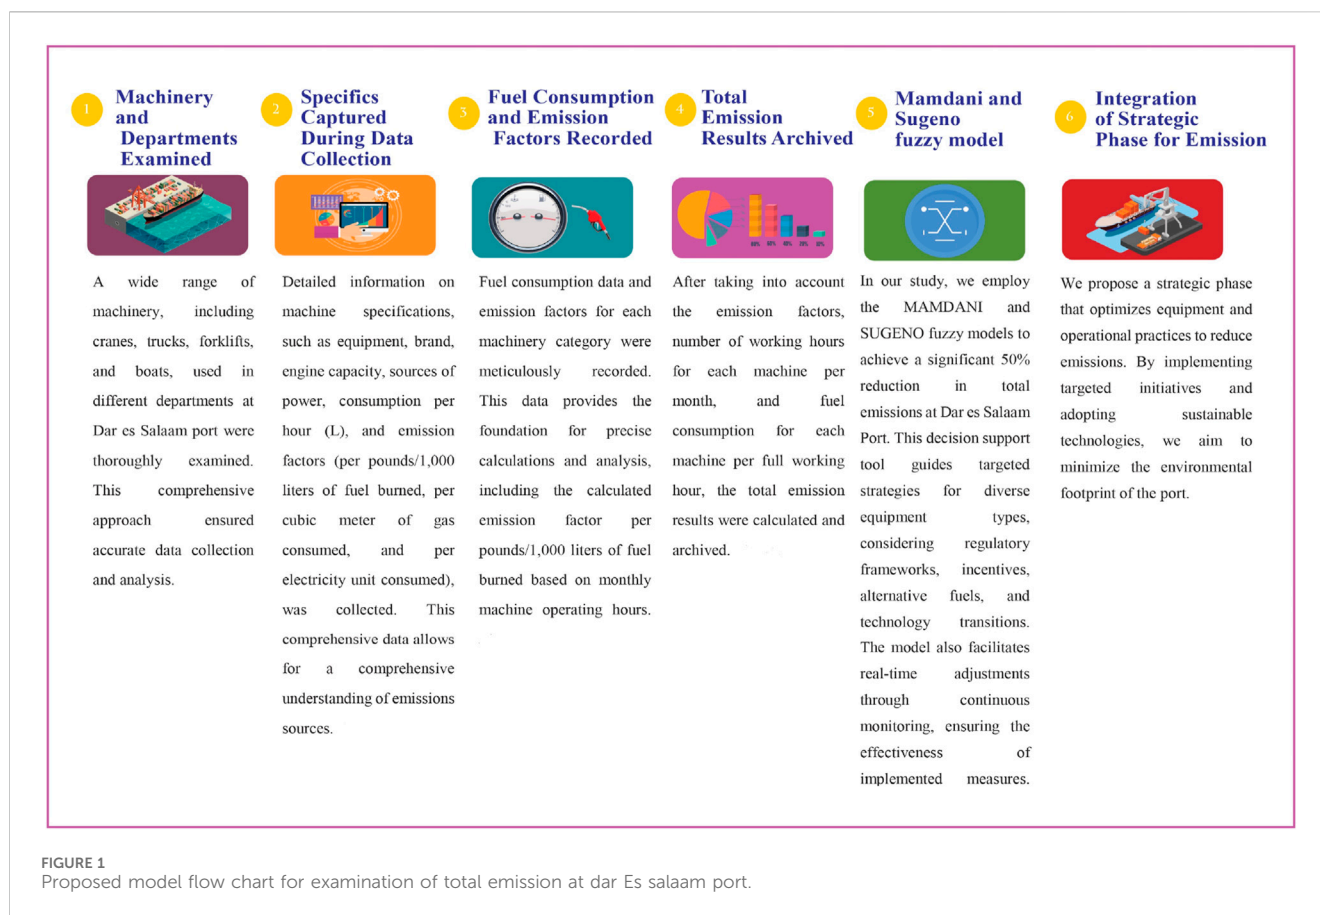 1
Machinery
and
Departments
Examined
A wide range of
machinery, including
cranes, trucks, forklifts,
and boats, used in
different departments at
Dar es Salaam port were
thoroughly examined.
This comprehensive
approach ensured
accurate data collection
and analysis.
2
Specifics
Captured
During Data
Collection
Detailed information on
machine specifications,
such as equipment, brand,
engine capacity, sources of
power, consumption per
hour (L), and emission
factors (per pounds/1,000
liters of fuel burned, per
cubic meter of gas
consumed, and per
electricity unit consumed),
was collected. This
comprehensive data allows
for a comprehensive
understanding of emissions
sources.
3
Fuel Consumption
and Emission
Factors Recorded
Fuel consumption data and
emission factors for each
machinery category were
meticulously recorded.
This data provides the
foundation for precise
calculations and analysis,
including the calculated
emission factor per
pounds/1,000 liters of fuel
burned based on monthly
machine operating hours.
4
Total
Emission
Results Archived
After taking into account
the emission factors,
number of working hours
for each machine per
month, and fuel
consumption for each
machine per full working
hour, the total emission
results were calculated and
archived.
5
Mamdani and
Sugeno
fuzzy model
In our study, we employ
the MAMDANI and
SUGENO fuzzy models to
achieve a significant 50%
reduction in total
emissions at Dar es Salaam
Port. This decision support
tool guides targeted
strategies for diverse
equipment types,
considering regulatory
frameworks, incentives,
alternative fuels, and
technology transitions.
The model also facilitates
real-time adjustments
through continuous
monitoring, ensuring the
effectiveness of
implemented measures.
6
Integration
of Strategic
Phase for Emission
We propose a strategic phase
that optimizes equipment and
operational practices to reduce
emissions. By implementing
targeted initiatives and
adopting sustainable
technologies, we aim to
minimize the environmental
footprint of the port.
FIGURE 1
Proposed model flow chart for examination of total emission at dar Es salaam port.